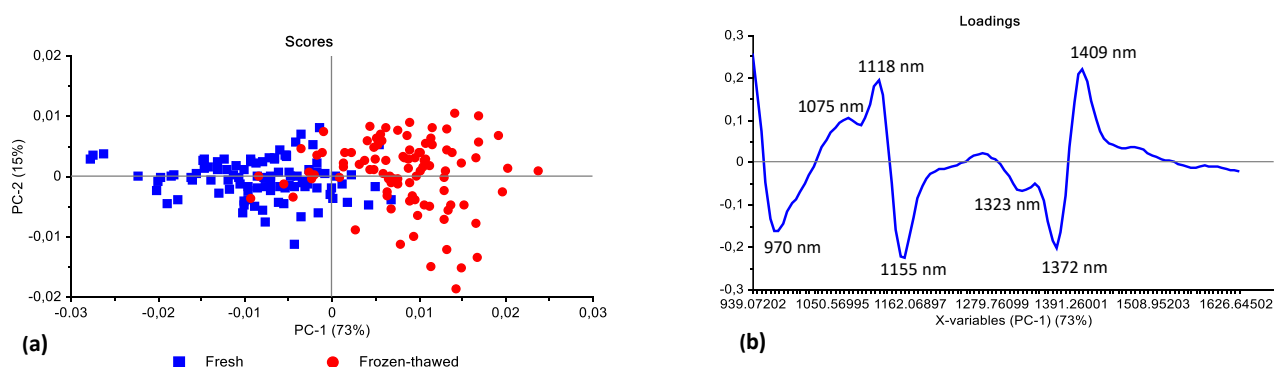 Scores
0,02
0,01
0
-0,01
-0,02
PC-2 (15%)
-0.03 -0,02 -0,01 0 0,01 0,02 0,03
PC-1 (73%)
(a)
Fresh Frozen-thawed
Loadings
0,3
0,2
0,1
0
-0,1
-0,2
-0,3
1409 nm
1118 nm
1075 nm
1323 nm
970 nm
1155 nm
1372 nm
939.07202 1050.56995 1162.06897 1279.76099 1391.26001 1508.95203 1626.64502
X-variables (PC-1) (73%)
(b)